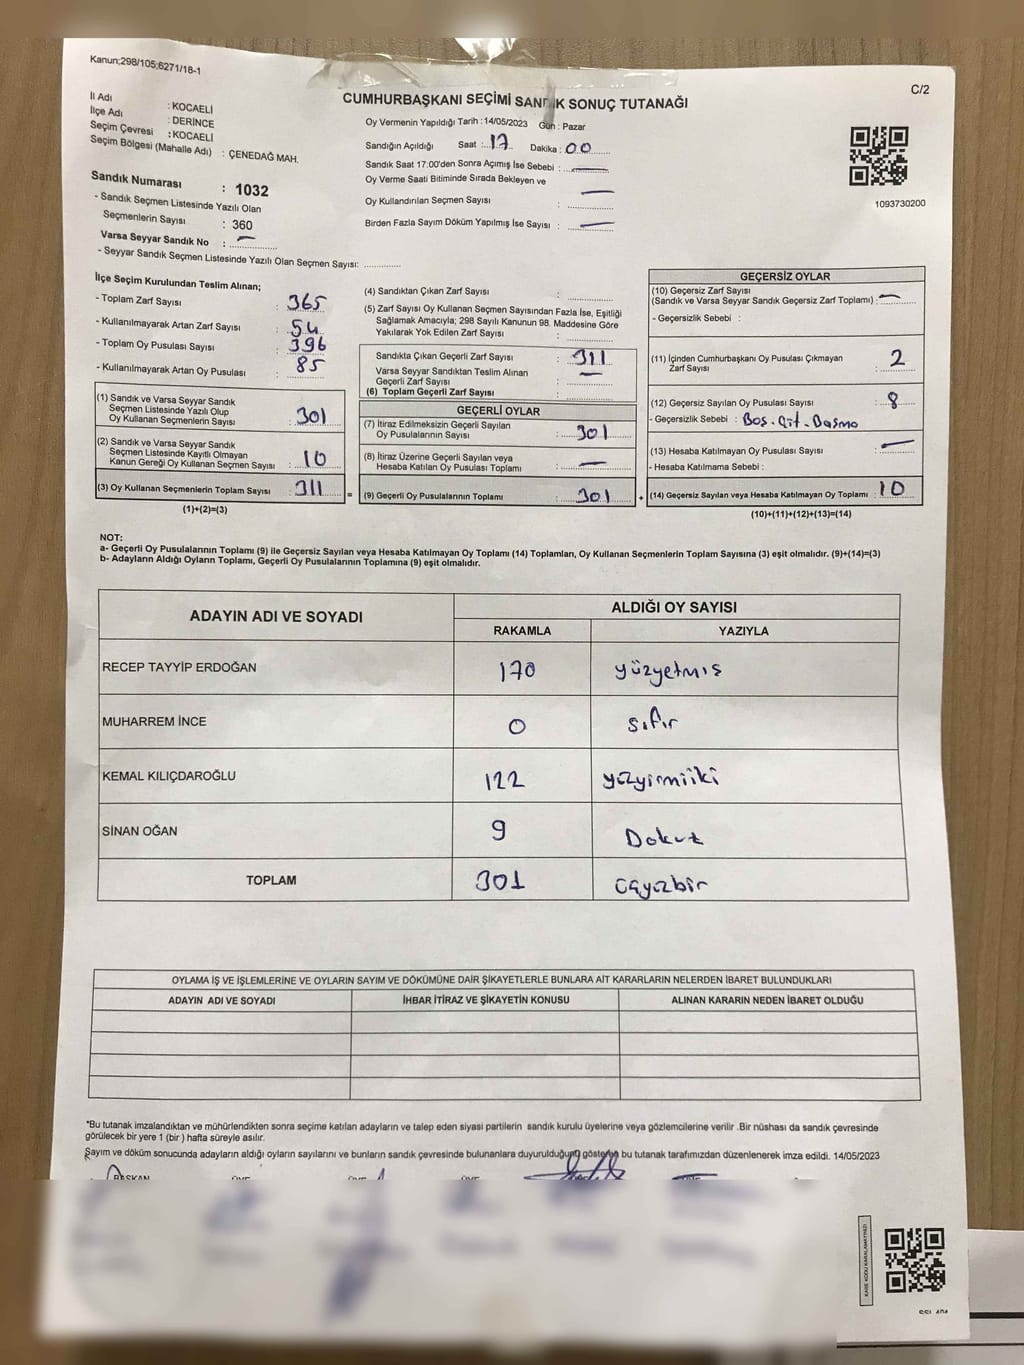 Kanun;298/105;6271/18-1
C/2
CUMHURBAŞKANI SEÇİMİ SANDIK SONUÇ TUTANAĞI
İl Adı : KOCAELİ
İlçe Adı : DERİNCE
Seçim Çevresi : KOCAELİ
Seçim Bölgesi (Mahalle Adı) : ÇENEDAĞ MAH.
Sandık Numarası : 1032
- Sandık Seçmen Listesinde Yazılı Olan
Seçmenlerin Sayısı : 360
Varsa Seyyar Sandık No : —
- Seyyar Sandık Seçmen Listesinde Yazılı Olan Seçmen Sayısı: ..............
Oy Vermenin Yapıldığı Tarih : 14/05/2023 Gün : Pazar
Sandığın Açıldığı Saat : 17 Dakika : 00
Sandık Saat 17:00'den Sonra Açımış İse Sebebi : —
Oy Verme Saati Bitiminde Sırada Bekleyen ve —
Oy Kullandırılan Seçmen Sayısı :
Birden Fazla Sayım Döküm Yapılmış İse Sayısı : —
1093730200
İlçe Seçim Kurulundan Teslim Alınan;
- Toplam Zarf Sayısı : 365
- Kullanılmayarak Artan Zarf Sayısı : 54
- Toplam Oy Pusulası Sayısı : 396
- Kullanılmayarak Artan Oy Pusulası : 85
(1) Sandık ve Varsa Seyyar Sandık
Seçmen Listesinde Yazılı Olup
Oy Kullanan Seçmenlerin Sayısı : 301
(2) Sandık ve Varsa Seyyar Sandık
Seçmen Listesinde Kayıtlı Olmayan
Kanun Gereği Oy Kullanan Seçmen Sayısı : 10
(3) Oy Kullanan Seçmenlerin Toplam Sayısı : 311
(1)+(2)=(3)
=
(4) Sandıktan Çıkan Zarf Sayısı :
(5) Zarf Sayısı Oy Kullanan Seçmen Sayısından Fazla İse, Eşitliği
Sağlamak Amacıyla; 298 Sayılı Kanunun 98. Maddesine Göre
Yakılarak Yok Edilen Zarf Sayısı :
Sandıkta Çıkan Geçerli Zarf Sayısı : 311
Varsa Seyyar Sandıktan Teslim Alınan —
Geçerli Zarf Sayısı :
(6) Toplam Geçerli Zarf Sayısı :
GEÇERLİ OYLAR
(7) İtiraz Edilmeksizin Geçerli Sayılan
Oy Pusulalarının Sayısı : 301
(8) İtiraz Üzerine Geçerli Sayılan veya
Hesaba Katılan Oy Pusulası Toplamı : —
(9) Geçerli Oy Pusulalarının Toplamı : 301
+
GEÇERSİZ OYLAR
(10) Geçersiz Zarf Sayısı
(Sandık ve Varsa Seyyar Sandık Geçersiz Zarf Toplamı) : —
- Geçersizlik Sebebi :
(11) İçinden Cumhurbaşkanı Oy Pusulası Çıkmayan
Zarf Sayısı : 2
(12) Geçersiz Sayılan Oy Pusulası Sayısı : 8
- Geçersizlik Sebebi : Boş.
(13) Hesaba Katılmayan Oy Pusulası Sayısı : —
- Hesaba Katılmama Sebebi :
(14) Geçersiz Sayılan veya Hesaba Katılmayan Oy Toplamı : 10
(10)+(11)+(12)+(13)=(14)
NOT:
a- Geçerli Oy Pusulalarının Toplamı (9) ile Geçersiz Sayılan veya Hesaba Katılmayan Oy Toplamı (14) Toplamları, Oy Kullanan Seçmenlerin Toplam Sayısına (3) eşit olmalıdır. (9)+(14)=(3)
b- Adayların Aldığı Oyların Toplamı, Geçerli Oy Pusulalarının Toplamına (9) eşit olmalıdır.
ADAYIN ADI VE SOYADI
ALDIĞI OY SAYISI
RAKAMLA YAZIYLA
RECEP TAYYİP ERDOĞAN 170 yüzyetmış
MUHARREM İNCE 0 sıfır
KEMAL KILIÇDAROĞLU 122 yüzyirmiiki
SİNAN OĞAN 9 Dokuz
TOPLAM 301 üçyüzbir
OYLAMA İŞ VE İŞLEMLERİNE VE OYLARIN SAYIM VE DÖKÜMÜNE DAİR ŞİKAYETLERLE BUNLARA AİT KARARLARIN NELERDEN İBARET BULUNDUKLARI
ADAYIN ADI VE SOYADI İHBAR İTİRAZ VE ŞİKAYETİN KONUSU ALINAN KARARIN NEDEN İBARET OLDUĞU
*Bu tutanak imzalandıktan ve mühürlendikten sonra seçime katılan adayların ve talep eden siyasi partilerin sandık kurulu üyelerine veya gözlemcilerine verilir .Bir nüshası da sandık çevresinde
görülecek bir yere 1 (bir ) hafta süreyle asılır.
Sayım ve döküm sonucunda adayların aldığı oyların sayılarını ve bunların sandık çevresinde bulunanlara duyurulduğunu gösteren bu tutanak tarafımızdan düzenlenerek imza edildi. 14/05/2023
BAŞKAN
KARE KODU KARALAMAYINIZ!